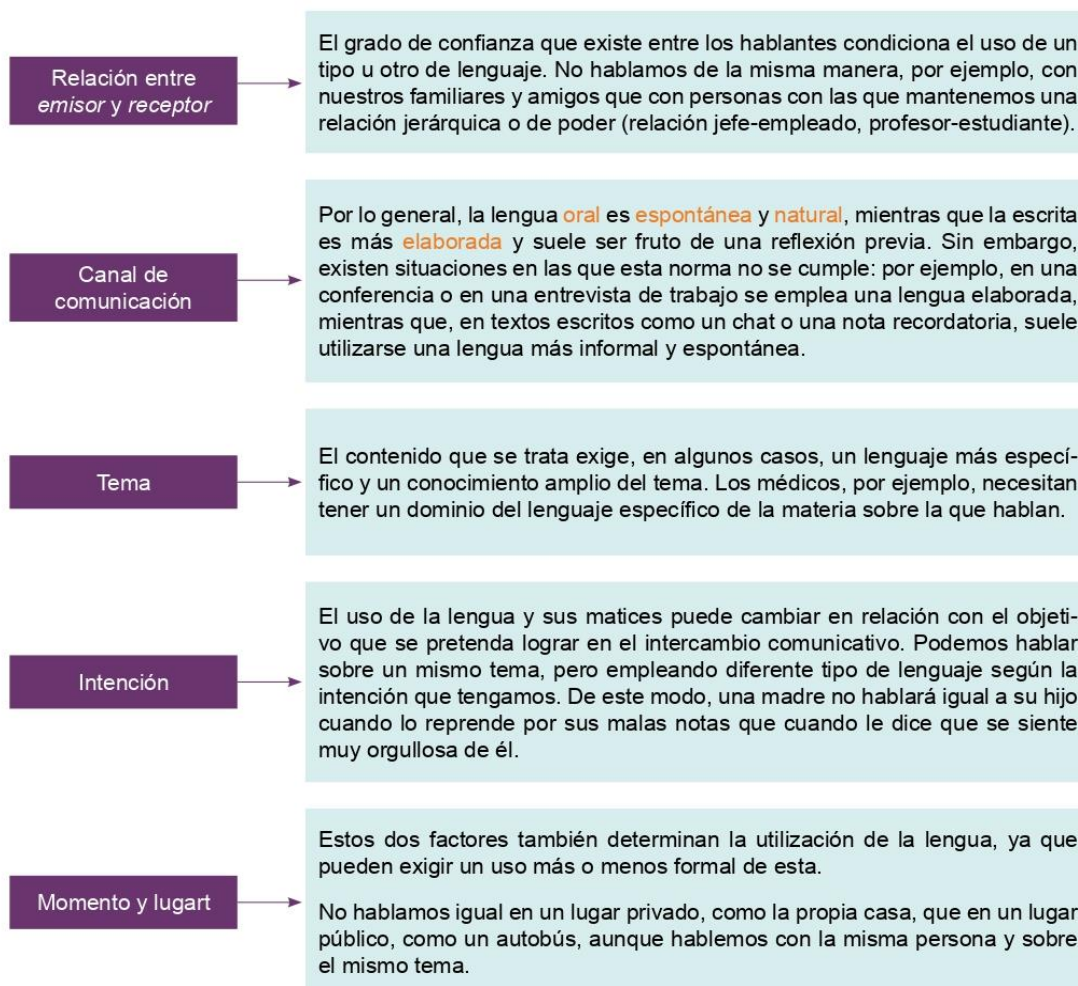 Relación entre
emisor y receptor
El grado de confianza que existe entre los hablantes condiciona el uso de un
tipo u otro de lenguaje. No hablamos de la misma manera, por ejemplo, con
nuestros familiares y amigos que con personas con las que mantenemos una
relación jerárquica o de poder (relación jefe-empleado, profesor-estudiante).
Canal de
comunicación
Por lo general, la lengua oral es espontánea y natural, mientras que la escrita
es más elaborada y suele ser fruto de una reflexión previa. Sin embargo,
existen situaciones en las que esta norma no se cumple: por ejemplo, en una
conferencia o en una entrevista de trabajo se emplea una lengua elaborada,
mientras que, en textos escritos como un chat o una nota recordatoria, suele
utilizarse una lengua más informal y espontánea.
Tema
El contenido que se trata exige, en algunos casos, un lenguaje más especí-
fico y un conocimiento amplio del tema. Los médicos, por ejemplo, necesitan
tener un dominio del lenguaje específico de la materia sobre la que hablan.
Intención
El uso de la lengua y sus matices puede cambiar en relación con el objeti-
vo que se pretenda lograr en el intercambio comunicativo. Podemos hablar
sobre un mismo tema, pero empleando diferente tipo de lenguaje según la
intención que tengamos. De este modo, una madre no hablará igual a su hijo
cuando lo reprende por sus malas notas que cuando le dice que se siente
muy orgullosa de él.
Momento y lugart
Estos dos factores también determinan la utilización de la lengua, ya que
pueden exigir un uso más o menos formal de esta.
No hablamos igual en un lugar privado, como la propia casa, que en un lugar
público, como un autobús, aunque hablemos con la misma persona y sobre
el mismo tema.